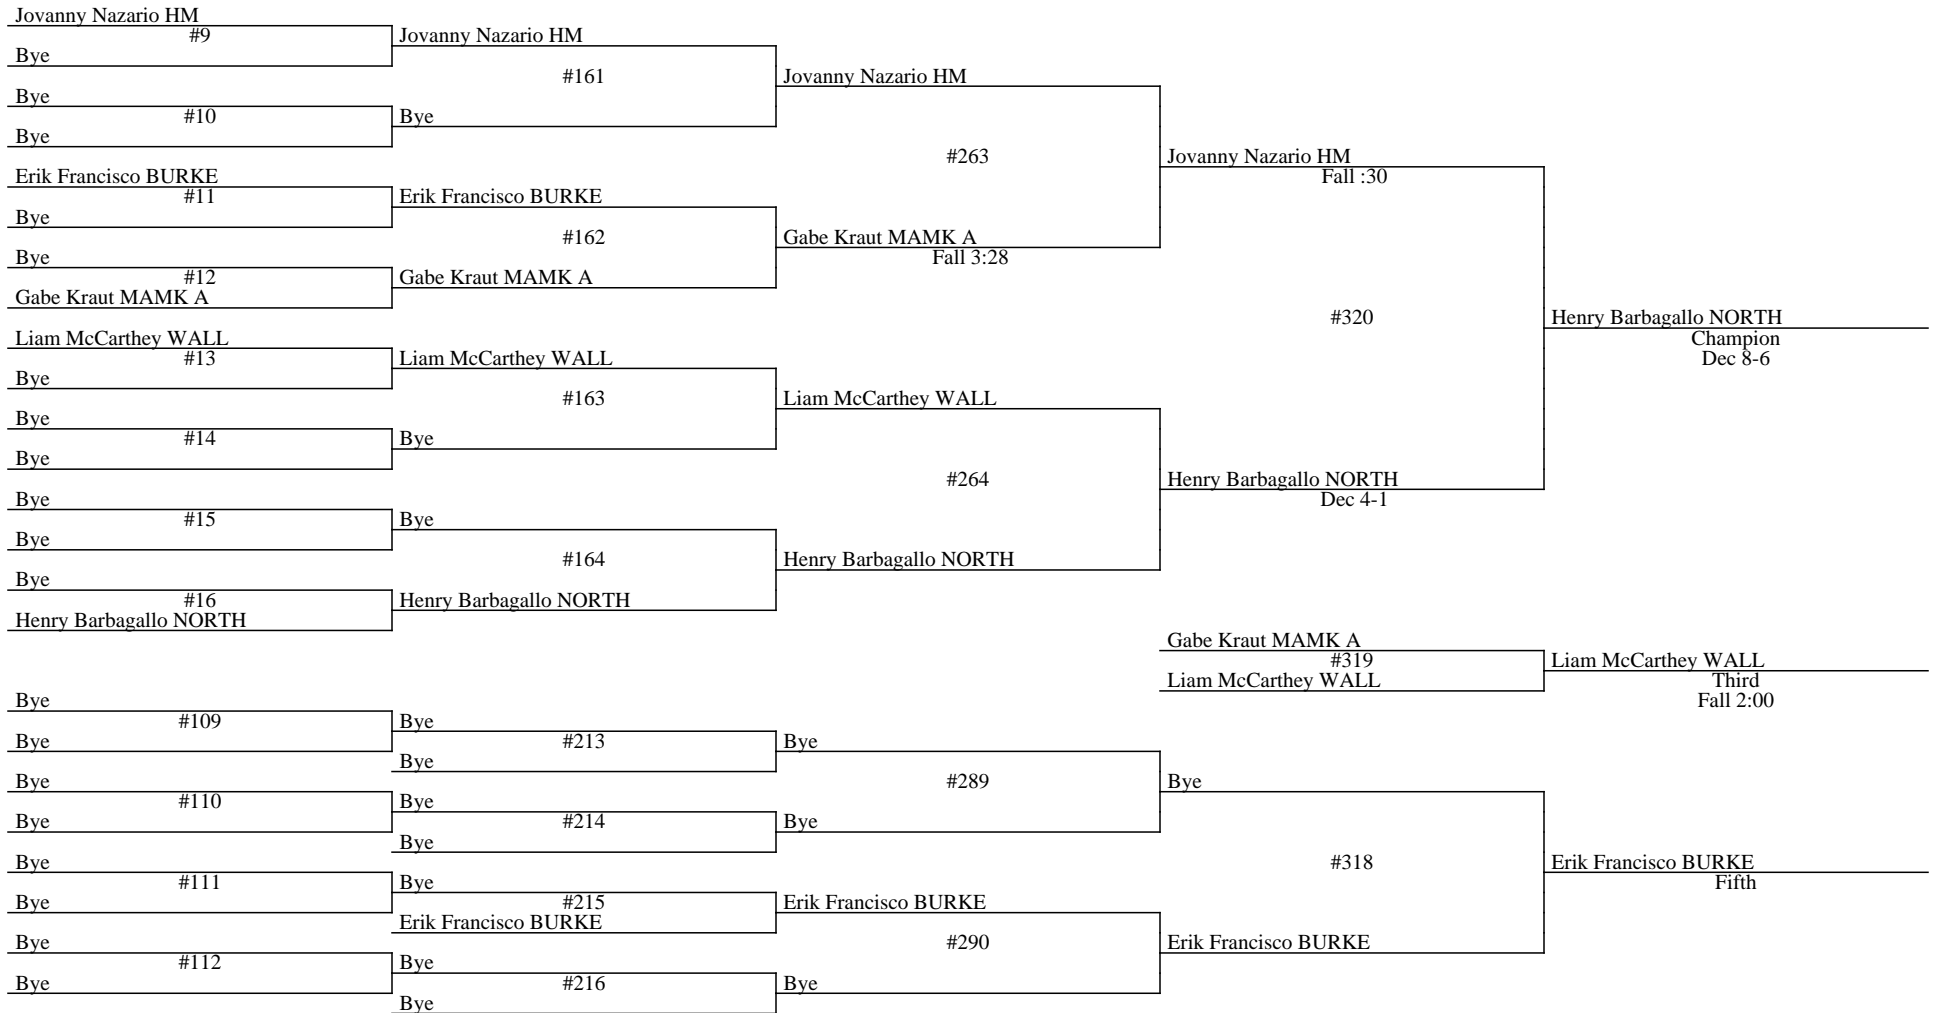 Jovanny Nazario HM
#9
Bye
Jovanny Nazario HM
#161
Bye
#10
Bye
Bye
Jovanny Nazario HM
#263
Erik Francisco BURKE
#11
Bye
Erik Francisco BURKE
#162
Bye
#12
Gabe Kraut MAMK A
Gabe Kraut MAMK A
Gabe Kraut MAMK A
Fall 3:28
Jovanny Nazario HM
Fall :30
#320
Liam McCarthey WALL
#13
Bye
Liam McCarthey WALL
#163
Bye
#14
Bye
Bye
Liam McCarthey WALL
#264
Bye
#15
Bye
Bye
#164
Bye
#16
Henry Barbagallo NORTH
Henry Barbagallo NORTH
Henry Barbagallo NORTH
Henry Barbagallo NORTH
Dec 4-1
Henry Barbagallo NORTH
Champion
Dec 8-6
Gabe Kraut MAMK A
#319
Liam McCarthey WALL
Liam McCarthey WALL
Third
Fall 2:00
Bye
#109
Bye
Bye
#213
Bye
Bye
#289
Bye
#110
Bye
Bye
#214
Bye
Bye
Bye
#318
Bye
#111
Bye
Bye
#215
Erik Francisco BURKE
Erik Francisco BURKE
#290
Bye
#112
Bye
Bye
#216
Bye
Bye
Erik Francisco BURKE
Erik Francisco BURKE
Fifth